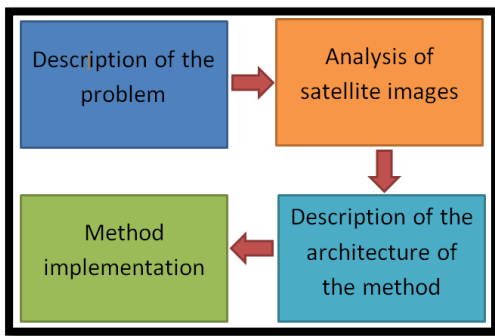 Description of the
problem
Analysis of
satellite images
Description of the
architecture of
the method
Method
implementation